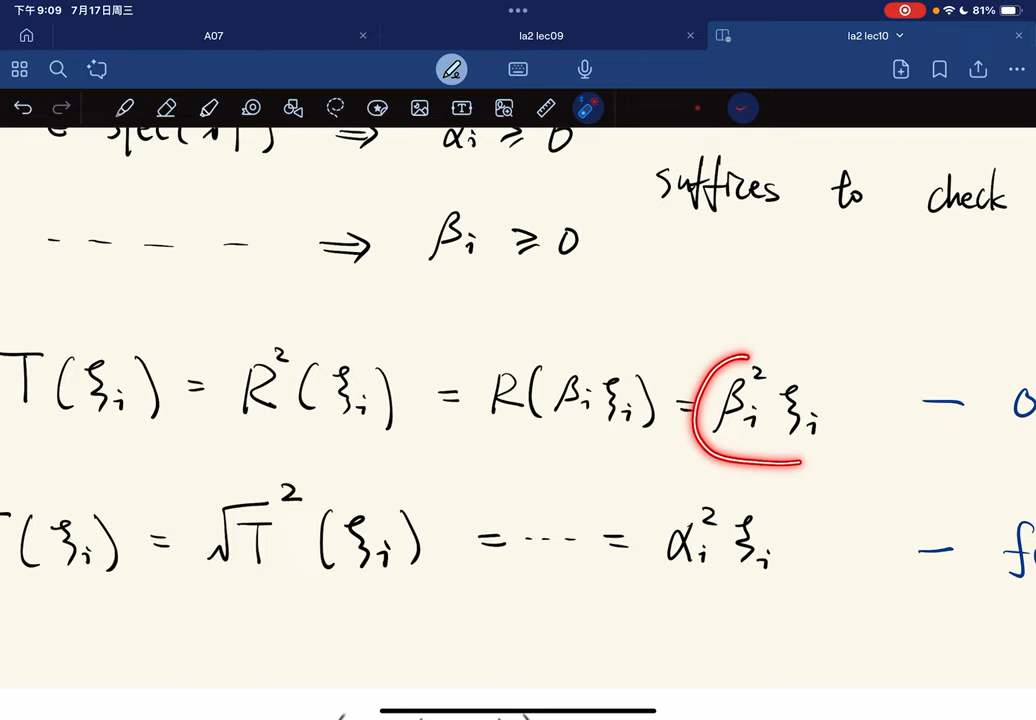 下午9:09 7月17日周三
81%
A07
la2 lec09
la2 lec10
∈ spec(√T) ⟹ αi ⩾ 0
suffices to check
---- ⟹ βi ⩾ 0
T(ξi) = R²(ξi) = R(βiξi) = βi²ξi —
T(ξi) = √T²(ξi) = ··· = αi²ξi —